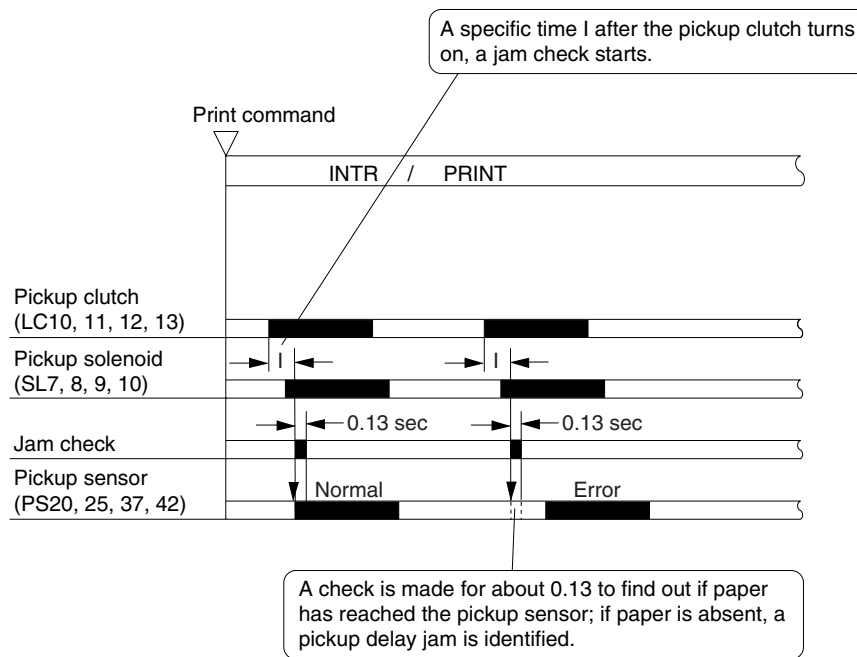 A specific time I after the pickup clutch turns
on, a jam check starts.
Print command
INTR / PRINT
Pickup clutch
(LC10, 11, 12, 13)
I
I
Pickup solenoid
(SL7, 8, 9, 10)
0.13 sec
0.13 sec
Jam check
Pickup sensor
(PS20, 25, 37, 42)
Normal
Error
A check is made for about 0.13 to find out if paper
has reached the pickup sensor; if paper is absent, a
pickup delay jam is identified.